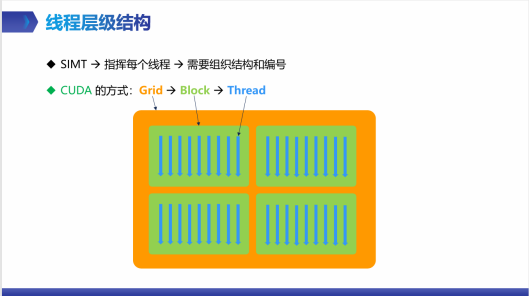 线程层级结构
◆ SIMT → 指挥每个线程 → 需要组织结构和编号
◆ CUDA 的方式：Grid → Block → Thread